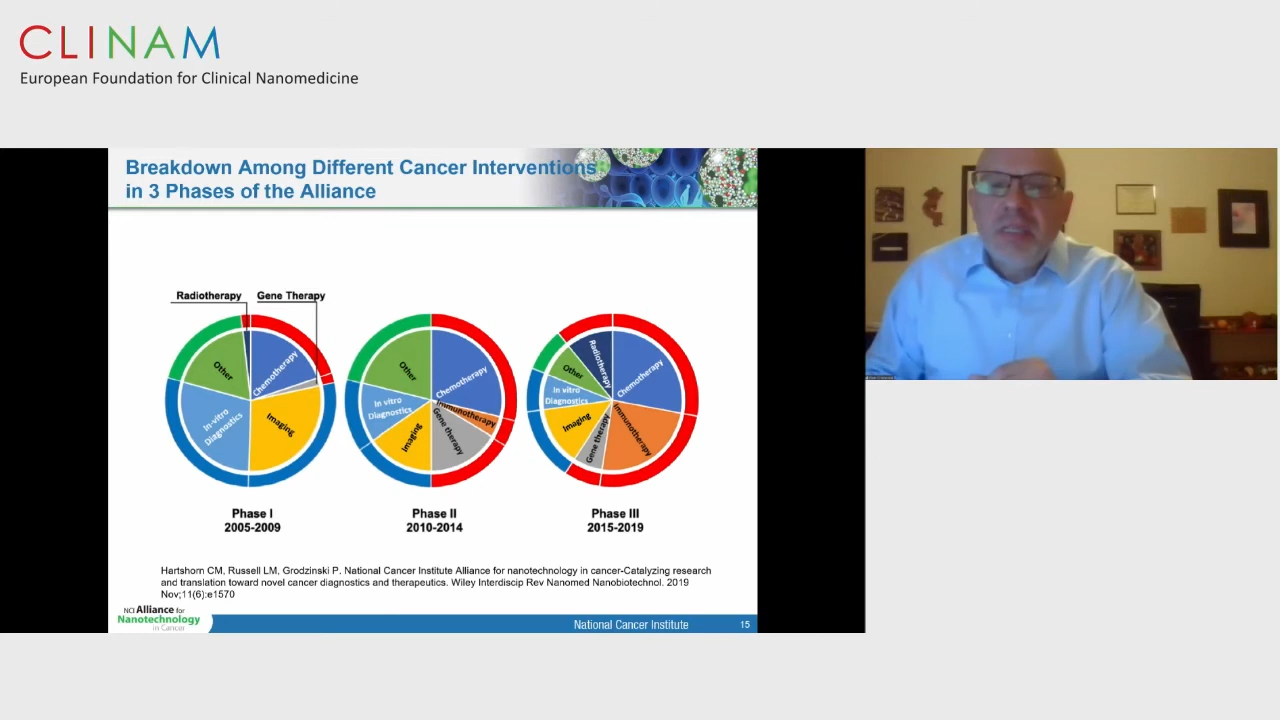 CLINAM
European Foundation for Clinical Nanomedicine
Breakdown Among Different Cancer Interventions
in 3 Phases of the Alliance
Radiotherapy
Gene Therapy
Other
Chemotherapy
In-vitro
Diagnostics
Imaging
Phase I
2005-2009
Other
Chemotherapy
In vitro
Diagnostics
Immunotherapy
Gene therapy
Imaging
Phase II
2010-2014
Radiotherapy
Other
Chemotherapy
In vitro
Diagnostics
Imaging
Gene therapy
Immunotherapy
Phase III
2015-2019
Hartshorn CM, Russell LM, Grodzinski P. National Cancer Institute Alliance for nanotechnology in cancer-Catalyzing research
and translation toward novel cancer diagnostics and therapeutics. Wiley Interdiscip Rev Nanomed Nanobiotechnol. 2019
Nov;11(6):e1570
NCI Alliance for
Nanotechnology
in Cancer
National Cancer Institute
15